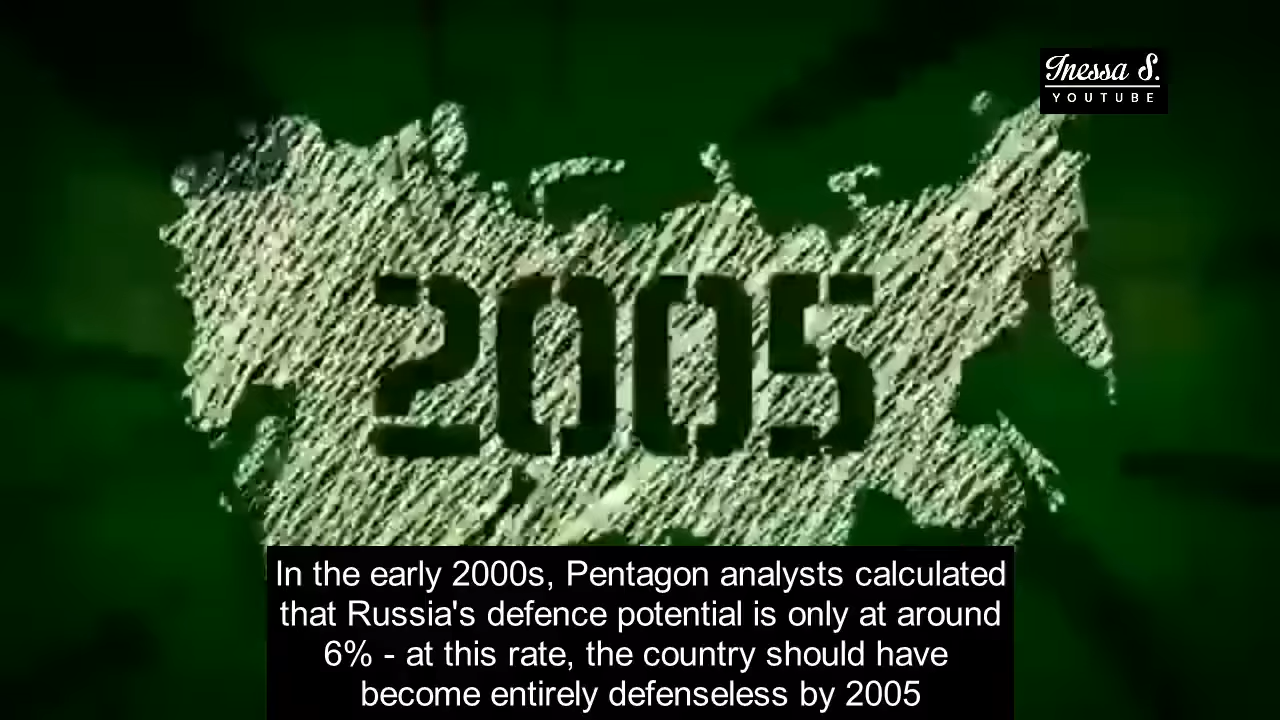 Inessa S.
YOUTUBE
2005
In the early 2000s, Pentagon analysts calculated
that Russia's defence potential is only at around
6% - at this rate, the country should have
become entirely defenseless by 2005